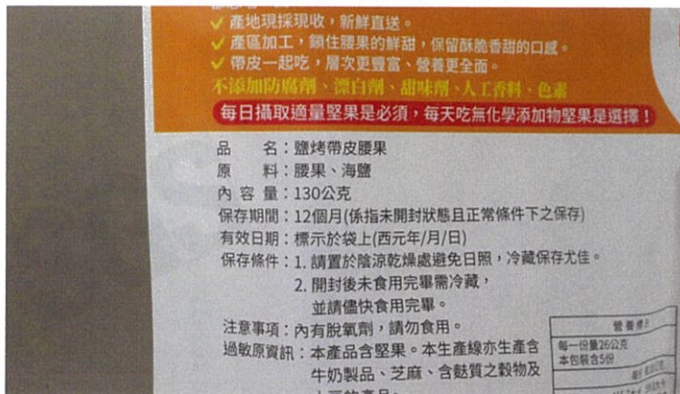 ✓ 產地現採現收，新鮮直送。
✓ 產區加工，鎖住腰果的鮮甜，保留酥脆香甜的口感。
✓ 帶皮一起吃，層次更豐富、營養更全面。
不添加防腐劑、漂白劑、甜味劑、人工香料、色素
每日攝取適量堅果是必須，每天吃無化學添加物堅果是選擇！
品名：鹽烤帶皮腰果
原料：腰果、海鹽
內容量：130公克
保存期間：12個月(係指未開封狀態且正常條件下之保存)
有效日期：標示於袋上(西元年/月/日)
保存條件：1. 請置於陰涼乾燥處避免日照，冷藏保存尤佳。
2. 開封後未食用完畢需冷藏，
並請儘快食用完畢。
注意事項：內有脫氧劑，請勿食用。
過敏原資訊：本產品含堅果。本生產線亦生產含
牛奶製品、芝麻、含麩質之穀物及
營養標示
每一份量26公克
本包裝含5份